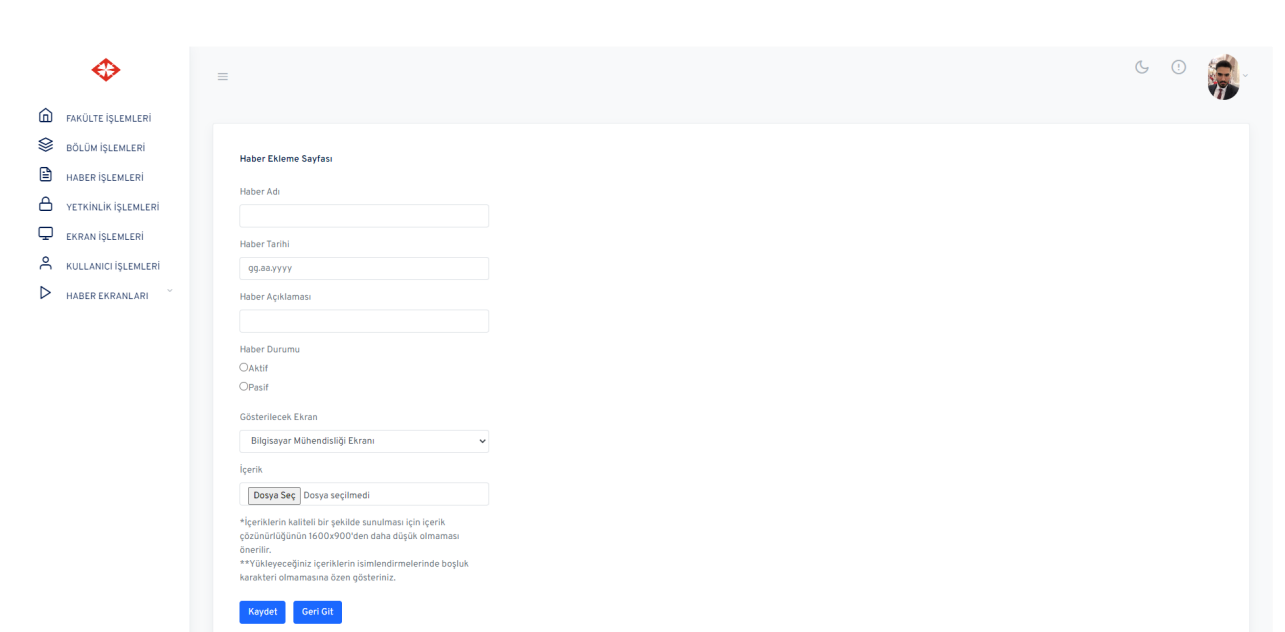 FAKÜLTE İŞLEMLERİ
BÖLÜM İŞLEMLERİ
HABER İŞLEMLERİ
YETKİNLİK İŞLEMLERİ
EKRAN İŞLEMLERİ
KULLANICI İŞLEMLERİ
HABER EKRANLARI
Haber Ekleme Sayfası
Haber Adı
Haber Tarihi
gg.aa.yyyy
Haber Açıklaması
Haber Durumu
Aktif
Pasif
Gösterilecek Ekran
Bilgisayar Mühendisliği Ekranı
İçerik
Dosya Seç Dosya seçilmedi
*İçeriklerin kaliteli bir şekilde sunulması için içerik
çözünürlüğünün 1600x900'den daha düşük olmaması
önerilir.
**Yükleyeceğiniz içeriklerin isimlendirmelerinde boşluk
karakteri olmamasına özen gösteriniz.
Kaydet Geri Git